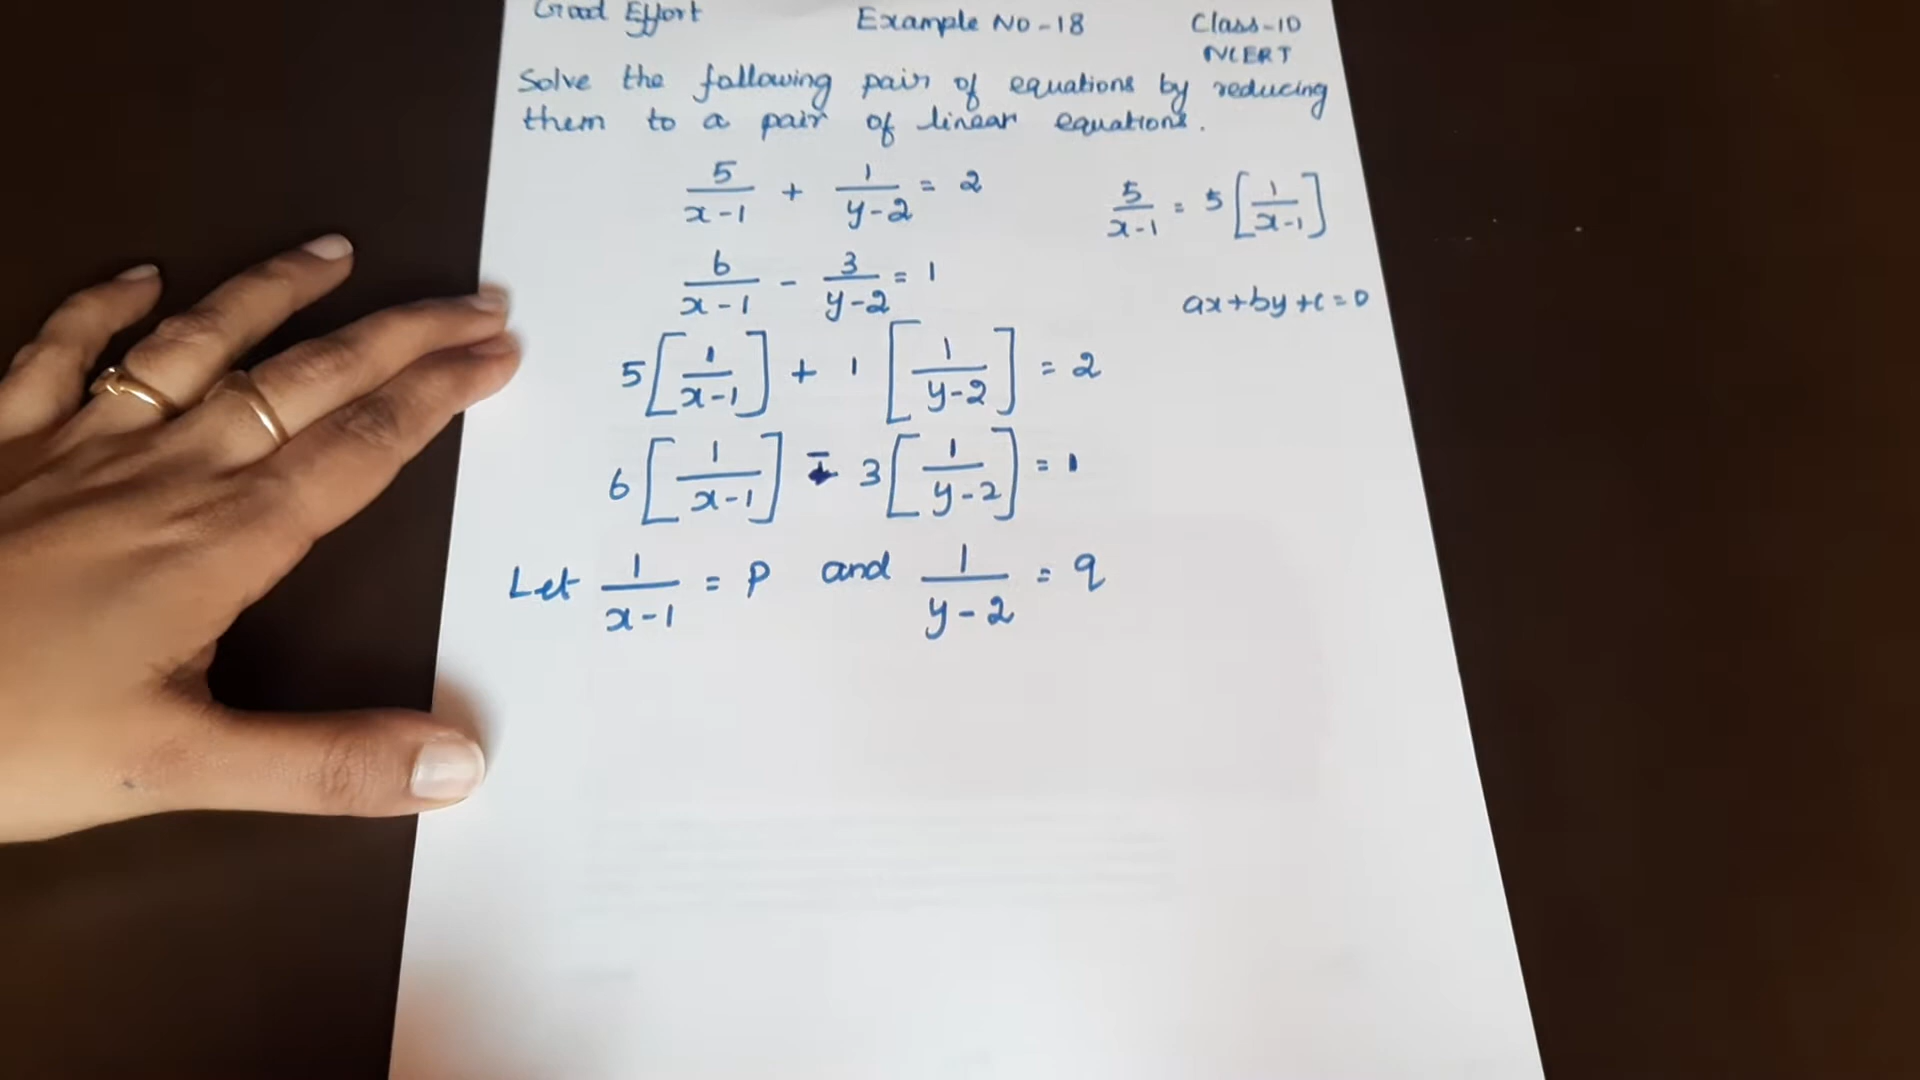 Good Effort Example No-18 Class-10
NCERT
Solve the following pair of equations by reducing
them to a pair of linear equations.
5/(x-1) + 1/(y-2) = 2
5/(x-1) = 5[1/(x-1)]
6/(x-1) - 3/(y-2) = 1
ax+by+c=0
5[1/(x-1)] + 1[1/(y-2)] = 2
6[1/(x-1)] - 3[1/(y-2)] = 1
Let 1/(x-1) = p and 1/(y-2) = q